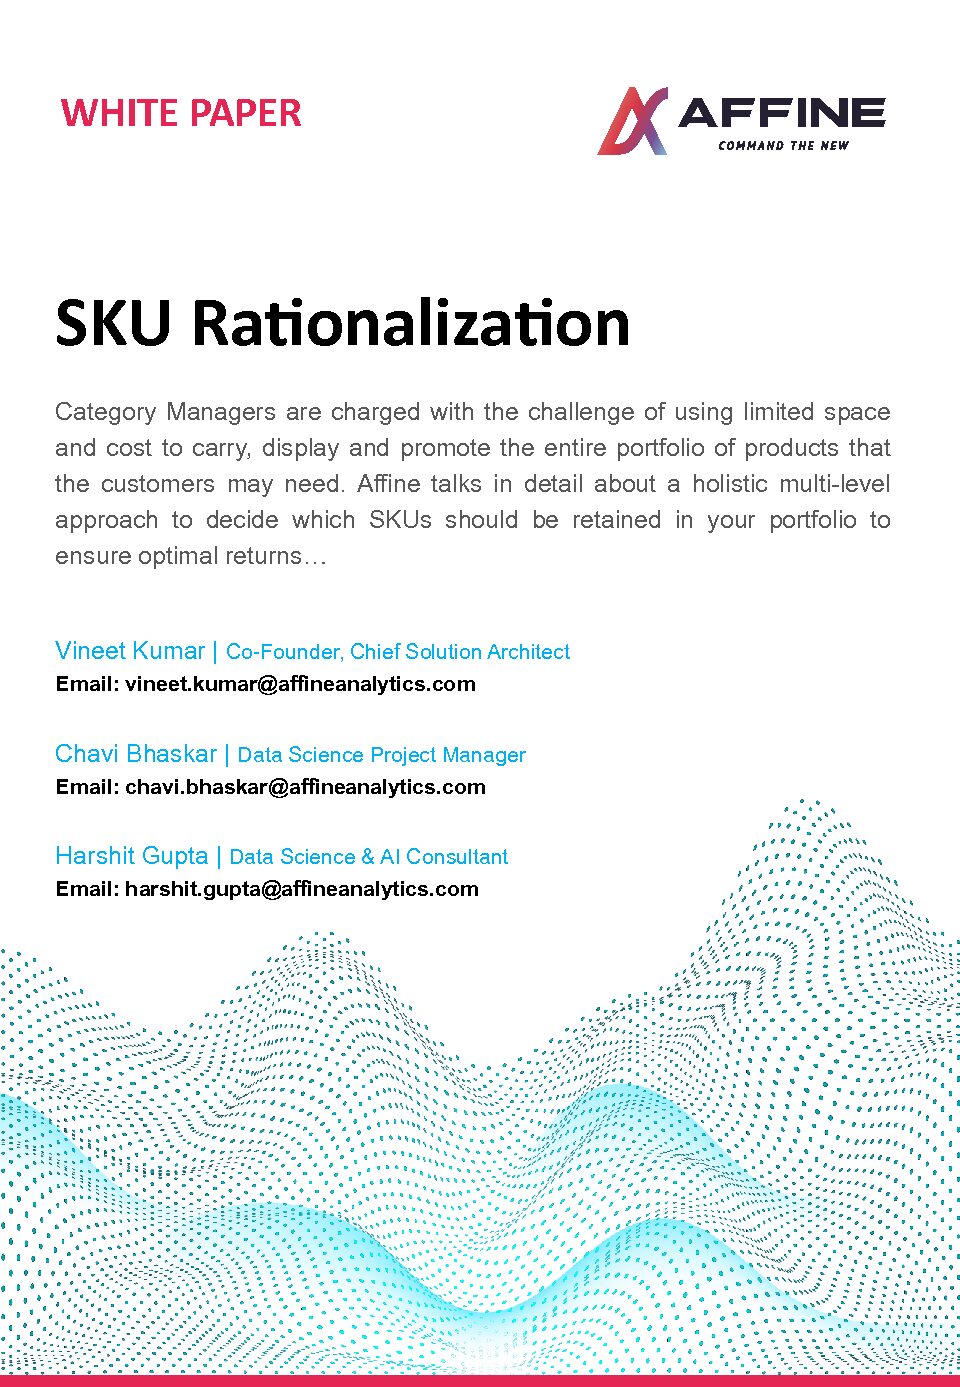 WHITE PAPER
AFFINE
COMMAND THE NEW
SKU Rationalization
Category Managers are charged with the challenge of using limited space
and cost to carry, display and promote the entire portfolio of products that
the customers may need. Affine talks in detail about a holistic multi-level
approach to decide which SKUs should be retained in your portfolio to
ensure optimal returns…
Vineet Kumar | Co-Founder, Chief Solution Architect
Email: vineet.kumar@affineanalytics.com
Chavi Bhaskar | Data Science Project Manager
Email: chavi.bhaskar@affineanalytics.com
Harshit Gupta | Data Science & AI Consultant
Email: harshit.gupta@affineanalytics.com